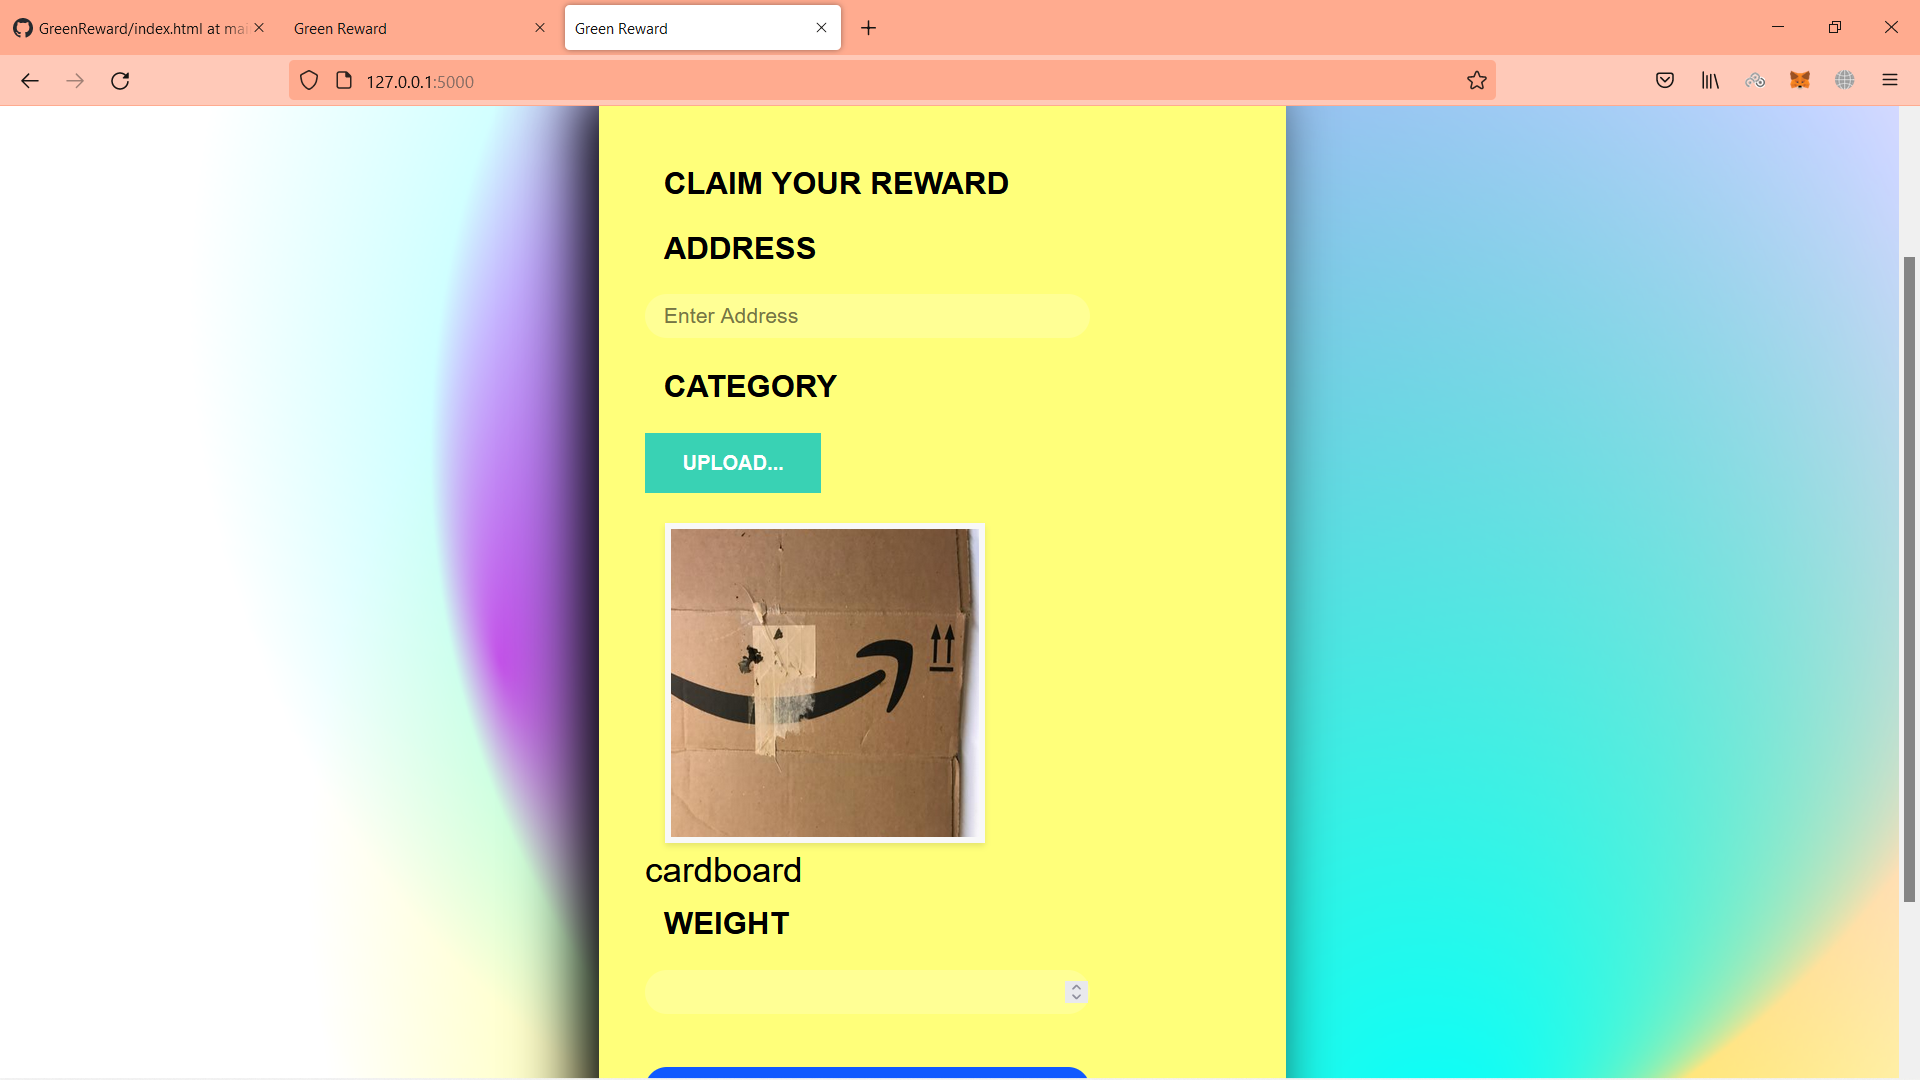 GreenReward/index.html at mai
Green Reward
Green Reward
127.0.0.1:5000
CLAIM YOUR REWARD
ADDRESS
Enter Address
CATEGORY
UPLOAD...
cardboard
WEIGHT